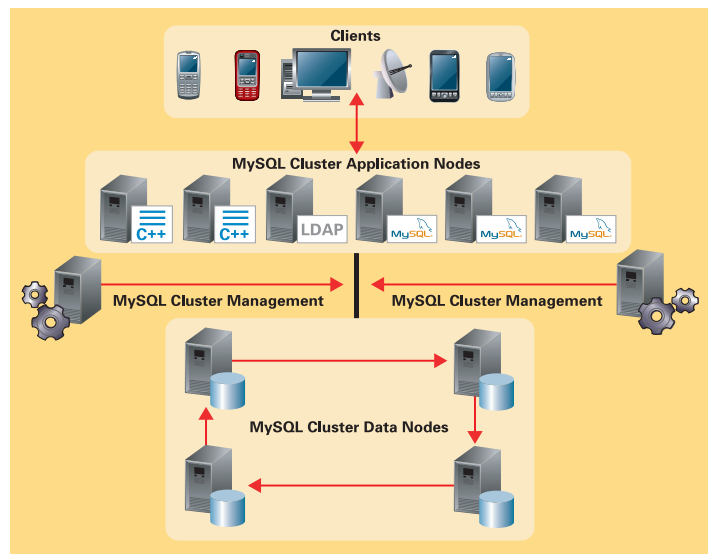 Clients
MySQL Cluster Application Nodes
C++
C++
LDAP
MySQL
MySQL
MySQL
MySQL Cluster Management
MySQL Cluster Management
MySQL Cluster Data Nodes